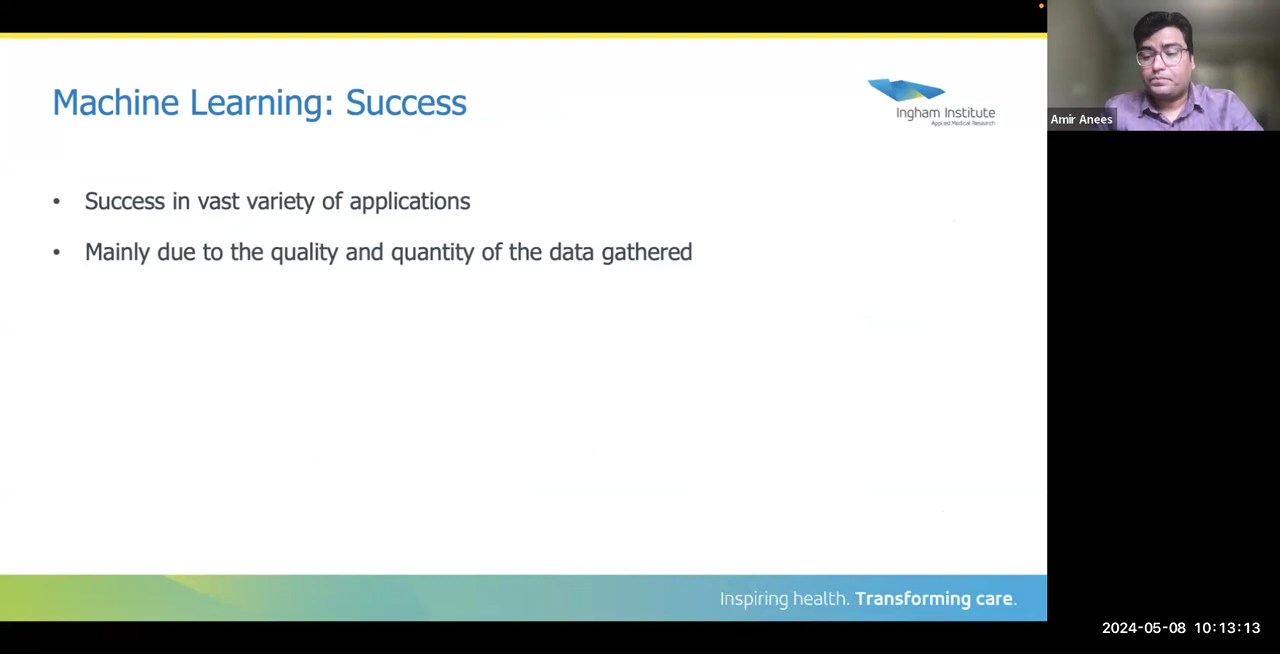 Machine Learning: Success
Ingham Institute
Applied Medical Research
Amir Anees
• Success in vast variety of applications
• Mainly due to the quality and quantity of the data gathered
Inspiring health. Transforming care.
2024-05-08 10:13:13